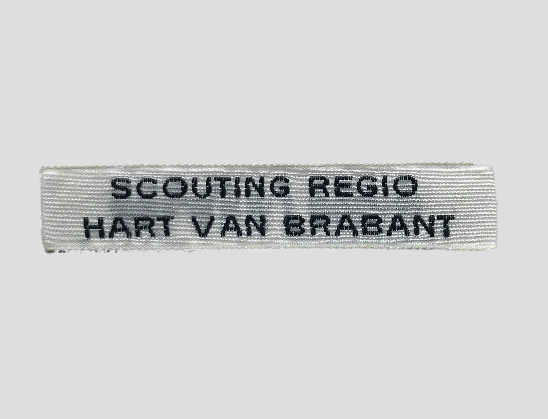 SCOUTING REGIO
HART VAN BRABANT